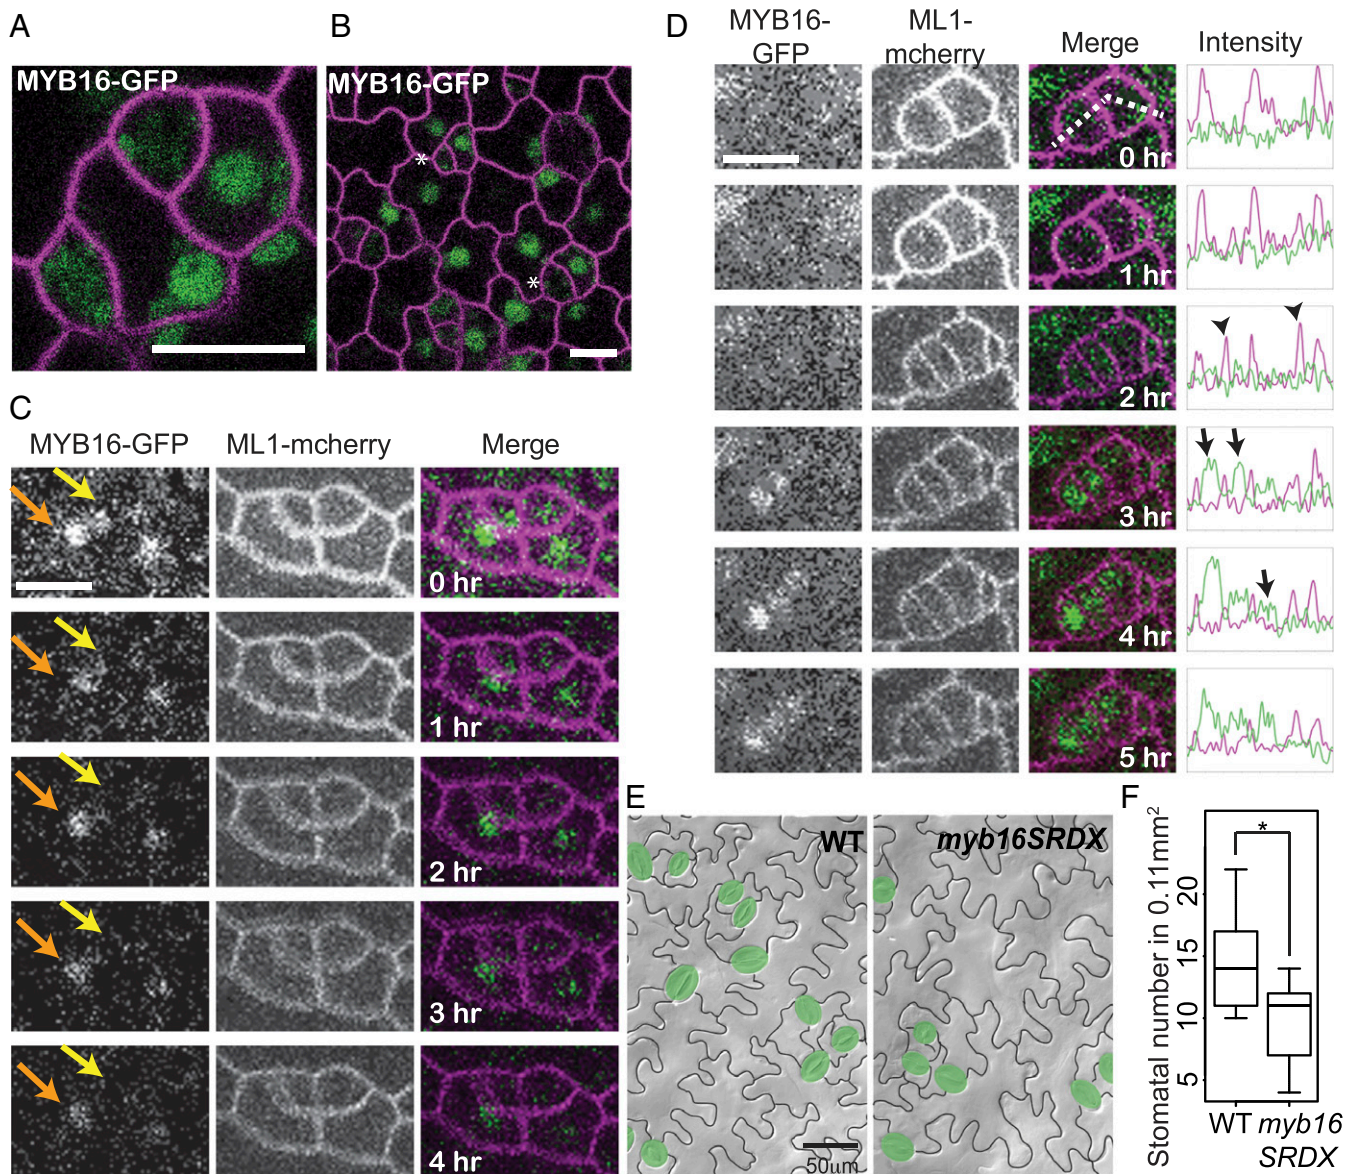 A
MYB16-GFP
B
MYB16-GFP
*
*
C
MYB16-GFP
ML1-mcherry
Merge
0 hr
1 hr
2 hr
3 hr
4 hr
D
MYB16-
GFP
ML1-
mcherry
Merge
Intensity
0 hr
1 hr
2 hr
3 hr
4 hr
5 hr
E
WT
myb16SRDX
50um
F
Stomatal number in 0.11mm²
20
15
10
5
*
WT
myb16
SRDX